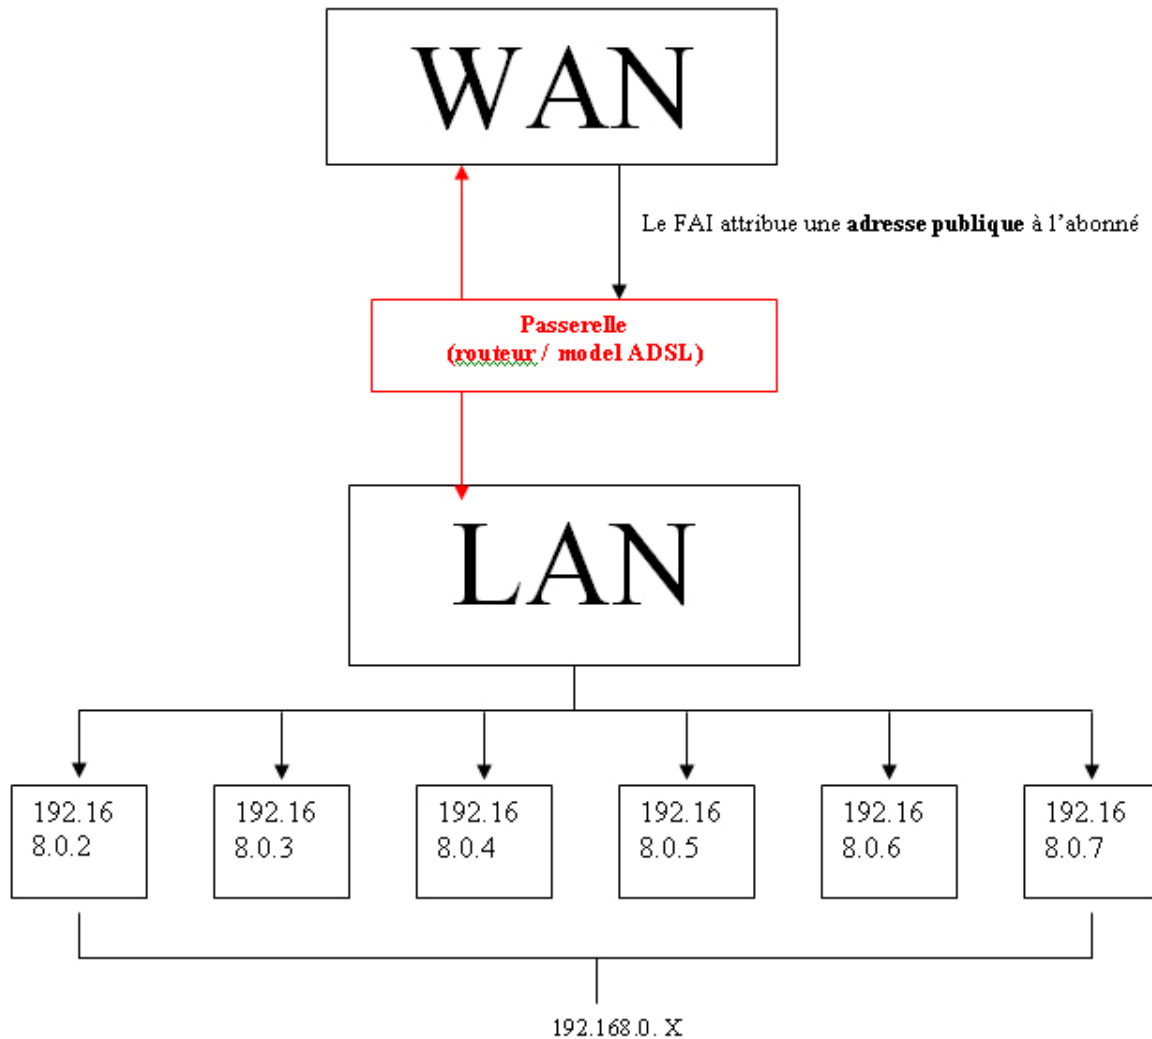 WAN
Le FAI attribue une adresse publique à l'abonné
Passerelle
(routeur / model ADSL)
LAN
192.16
8.0.2
192.16
8.0.3
192.16
8.0.4
192.16
8.0.5
192.16
8.0.6
192.16
8.0.7
192.168.0. X